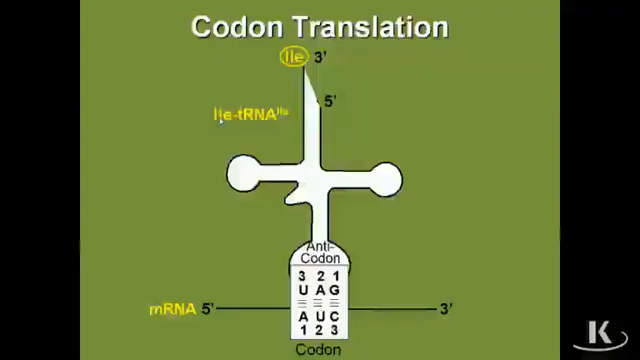 Codon Translation
Ile 3'
5'
Ile-tRNA^Ile
Anti-
Codon
3 2 1
U A G
mRNA 5' 3'
A U C
1 2 3
Codon
K